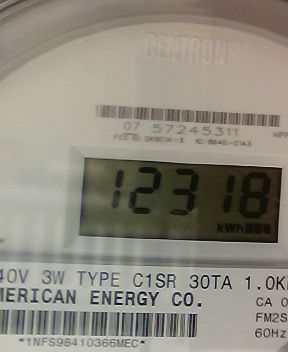 CENTRON®
07 57245311
12318
kWh
40V 3W TYPE C1SR 30TA 1.0K
MERICAN ENERGY CO.
CA 0
FM2S
60Hz
*1NFS98410366MEC*